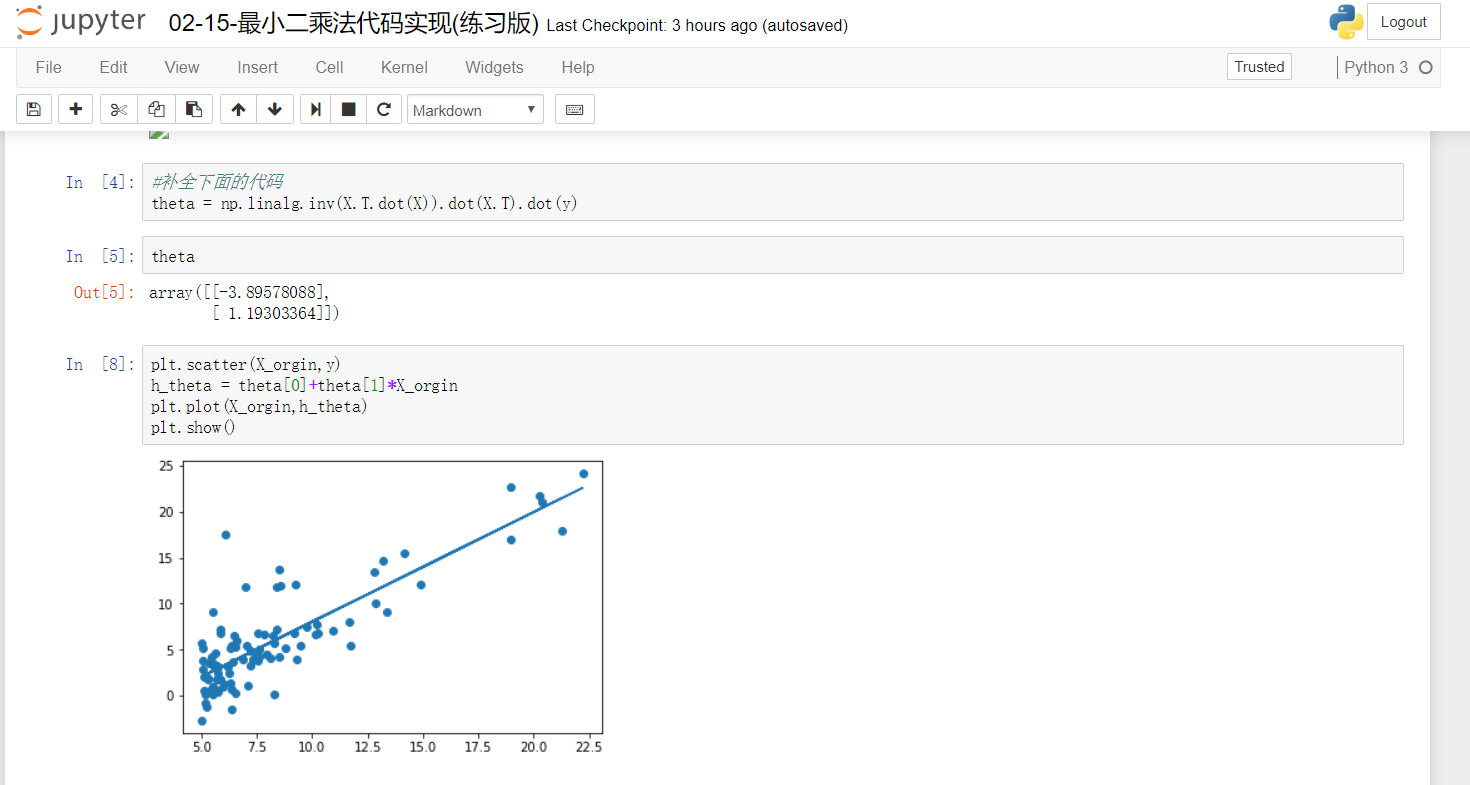 jupyter 02-15-最小二乘法代码实现(练习版) Last Checkpoint: 3 hours ago (autosaved) Logout
File Edit View Insert Cell Kernel Widgets Help Trusted Python 3
Markdown
In [4]: #补全下面的代码
theta = np.linalg.inv(X.T.dot(X)).dot(X.T).dot(y)
In [5]: theta
Out[5]: array([[-3.89578088],
[ 1.19303364]])
In [8]: plt.scatter(X_orgin,y)
h_theta = theta[0]+theta[1]*X_orgin
plt.plot(X_orgin,h_theta)
plt.show()
25
20
15
10
5
0
5.0 7.5 10.0 12.5 15.0 17.5 20.0 22.5